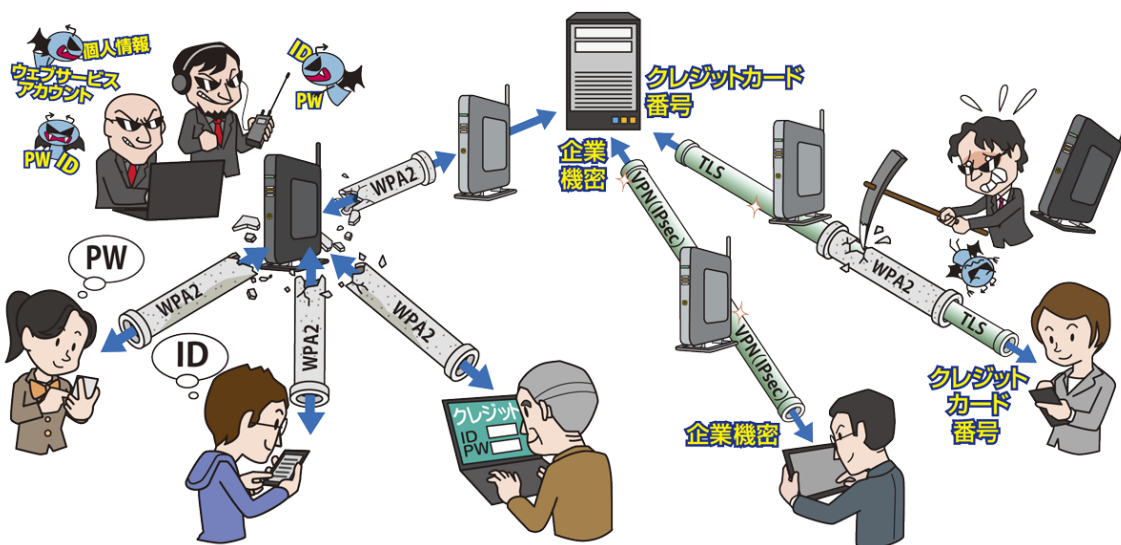 個人情報
ウェブサービス
アカウント
ID
PW
PW ID
WPA2
クレジットカード
番号
企業
機密
TLS
VPN(IPsec)
WPA2
TLS
VPN(IPsec)
PW
WPA2
ID
WPA2
WPA2
クレジット
ID
PW
企業機密
クレジット
カード
番号